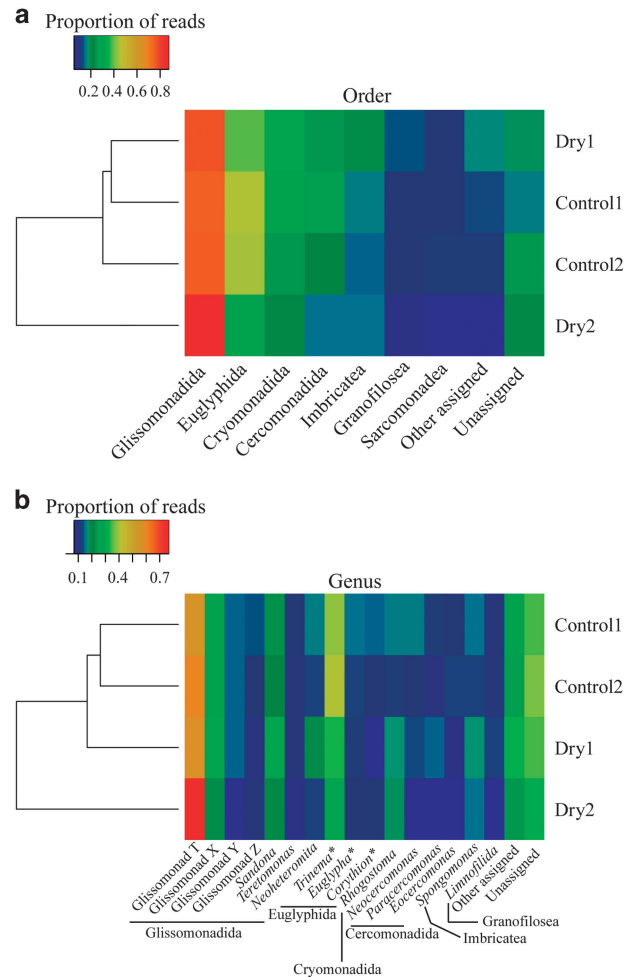 a
Proportion of reads
0.2 0.4 0.6 0.8
Order
Dry1
Control1
Control2
Dry2
Glissomonadida
Euglyphida
Cryomonadida
Cercomonadida
Imbricatea
Granofilosea
Sarcomonadea
Other assigned
Unassigned
b
Proportion of reads
0.1 0.4 0.7
Genus
Control1
Control2
Dry1
Dry2
Glissomonad T
Glissomonad X
Glissomonad Y
Glissomonad Z
Sandona
Teretomonas
Neoheteromita
Trinema*
Euglypha*
Corythion*
Rhogostoma
Neocercomonas
Paracercomonas
Eocercomonas
Spongomonas
Limnofilida
Other assigned
Unassigned
Glissomonadida
Euglyphida
Cryomonadida
Cercomonadida
Imbricatea
Granofilosea